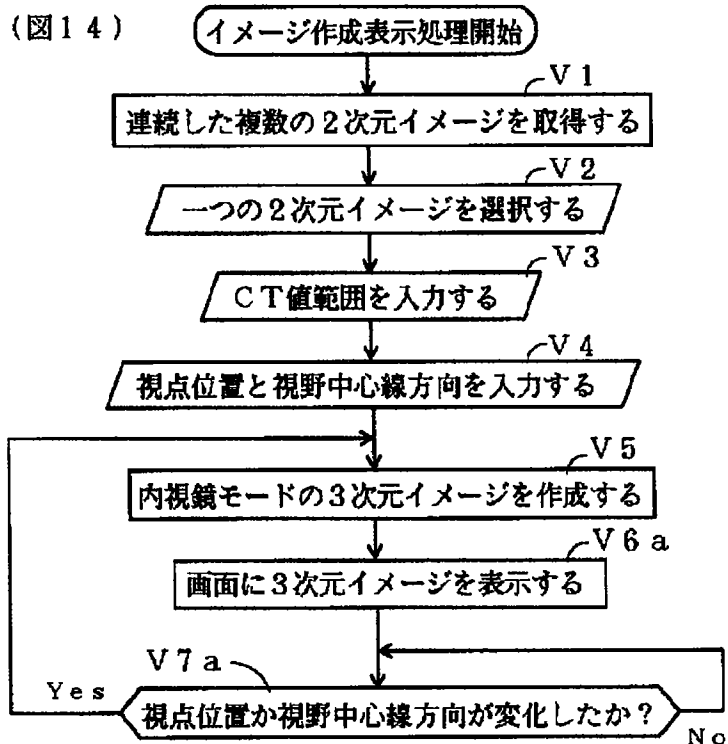 (図14)
イメージ作成表示処理開始
V1
連続した複数の2次元イメージを取得する
V2
一つの2次元イメージを選択する
V3
CT値範囲を入力する
V4
視点位置と視野中心線方向を入力する
V5
内視鏡モードの3次元イメージを作成する
V6a
画面に3次元イメージを表示する
V7a
Yes
視点位置か視野中心線方向が変化したか?
No